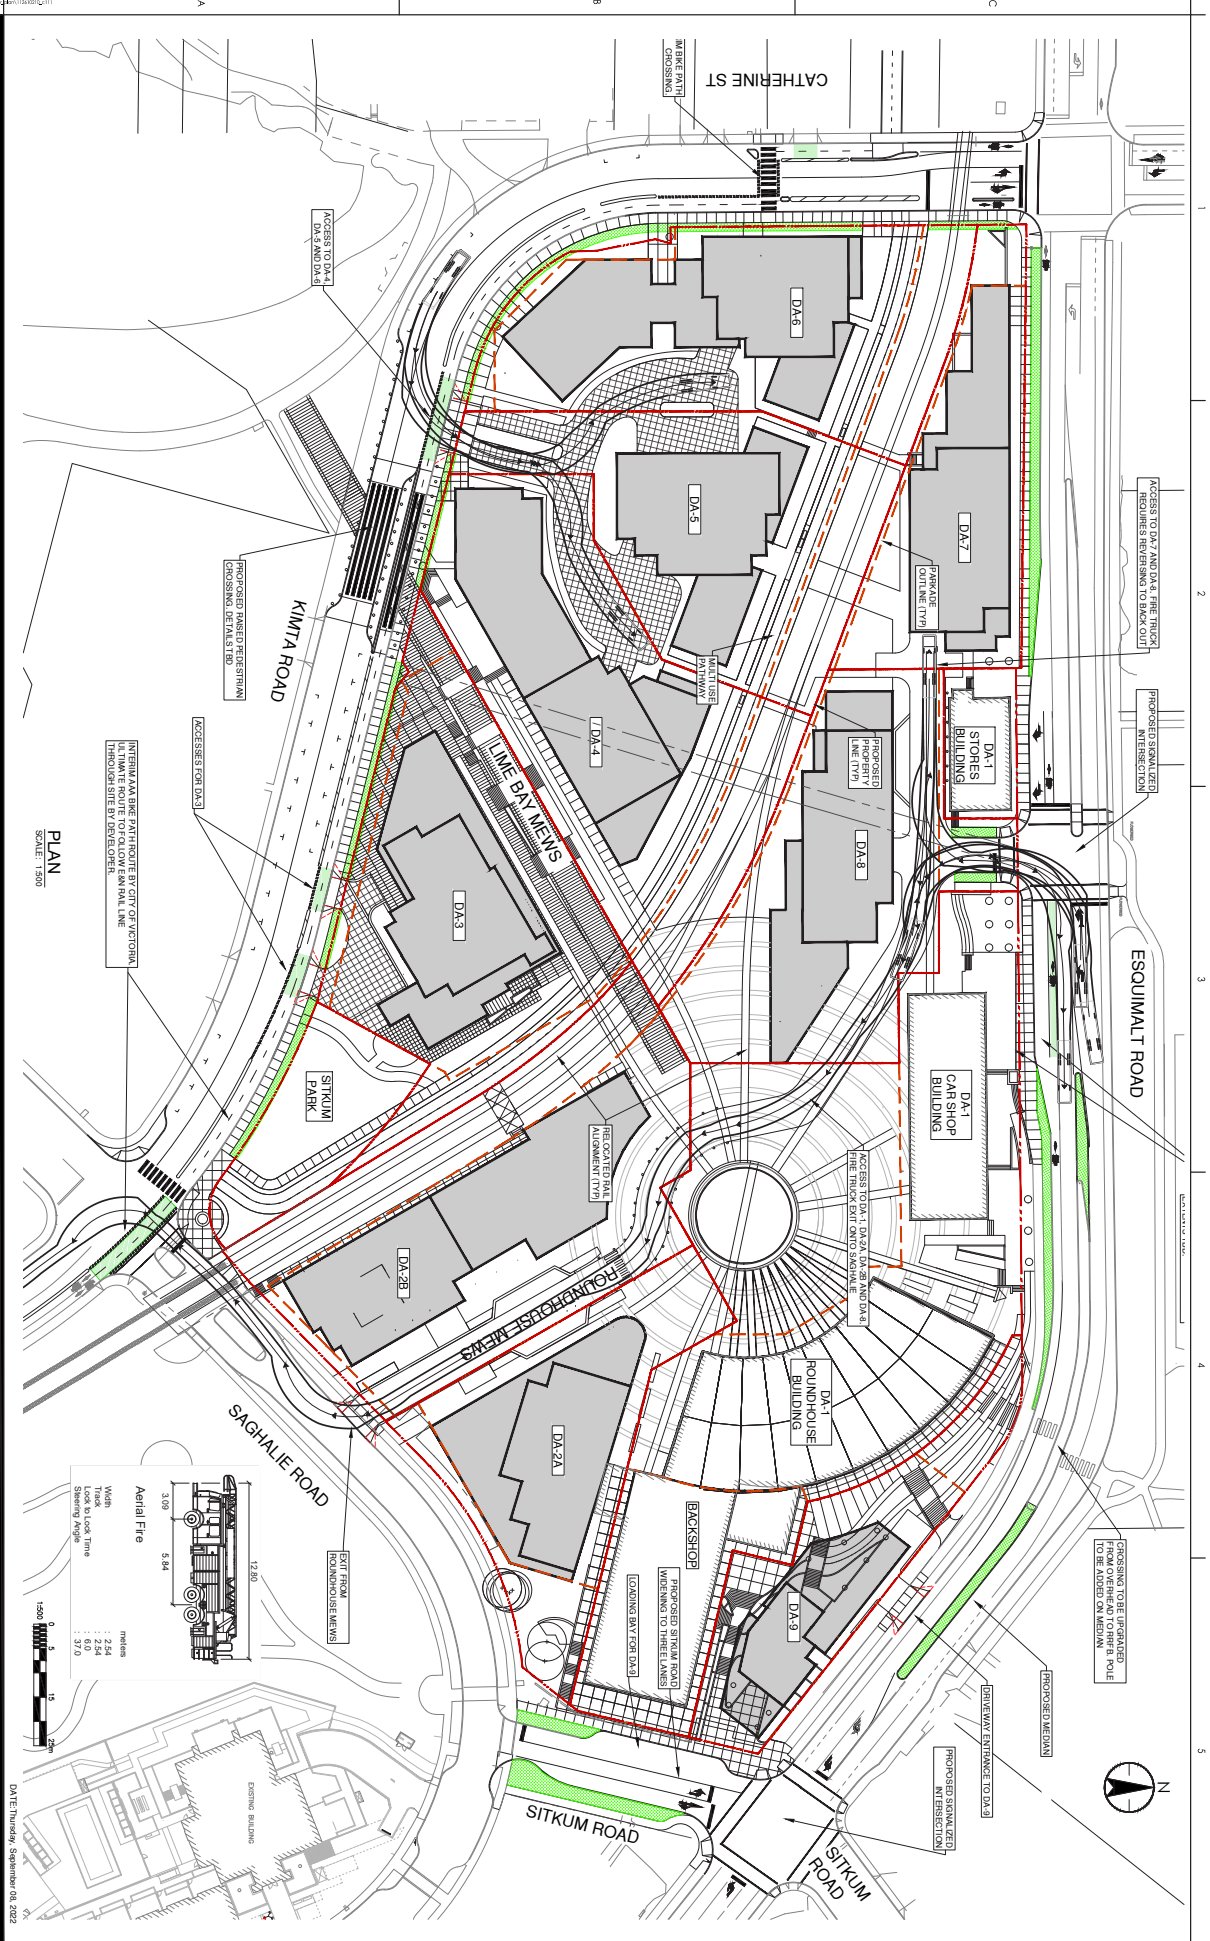 A
B
C
1
2
3
4
5
CATHERINE ST
IM BIKE PATH
CROSSING.
ACCESS TO DA-4,
DA-5 AND DA-6
DA-6
DA-5
DA-7
PARKADE
OUTLINE (TYP)
ACCESS TO DA-7 AND DA-8. FIRE TRUCK
REQUIRES REVERSING TO BACK OUT
PROPOSED SIGNALIZED
INTERSECTION
PROPOSED RAISED PEDESTRIAN
CROSSING. DETAILS TBD
KIMTA ROAD
MULTI USE
PATHWAY
DA-4
LIME BAY MEWS
PROPOSED
PROPERTY
LINE (TYP)
DA-1
STORES
BUILDING
DA-8
ACCESSES FOR DA-3
DA-3
INTERIM AAA BIKE PATH ROUTE BY CITY OF VICTORIA.
ULTIMATE ROUTE TO FOLLOW E&N RAIL LINE
THROUGH SITE BY DEVELOPER.
PLAN
SCALE: 1:500
ESQUIMALT ROAD
DA-1
CAR SHOP
BUILDING
SITKUM
PARK
RELOCATED RAIL
ALIGNMENT (TYP)
ACCESS TO DA-1, DA-2A, DA-2B AND DA-8.
FIRE TRUCK EXIT ONTO SAGHALIE
DA-2B
ROUNDHOUSE MEWS
DA-2A
DA-1
ROUNDHOUSE
BUILDING
SAGHALIE ROAD
BACKSHOP
DA-9
EXIT FROM
ROUNDHOUSE MEWS
LOADING BAY FOR DA-9
PROPOSED SITKUM ROAD
WIDENING TO THREE LANES
CROSSING TO BE UPGRADED
FROM OVERHEAD TO RRFB. POLE
TO BE ADDED ON MEDIAN
PROPOSED MEDIAN
DRIVEWAY ENTRANCE TO DA-9
PROPOSED SIGNALIZED
INTERSECTION
SITKUM ROAD
SITKUM
ROAD
N
Aerial Fire
12.80
3.09
5.84
meters
Width : 2.54
Track : 2.54
Lock to Lock Time : 6.0
Steering Angle : 37.0
1:500
0
5
15
25m
EXISTING BUILDING
DATE: Thursday, September 08, 2022